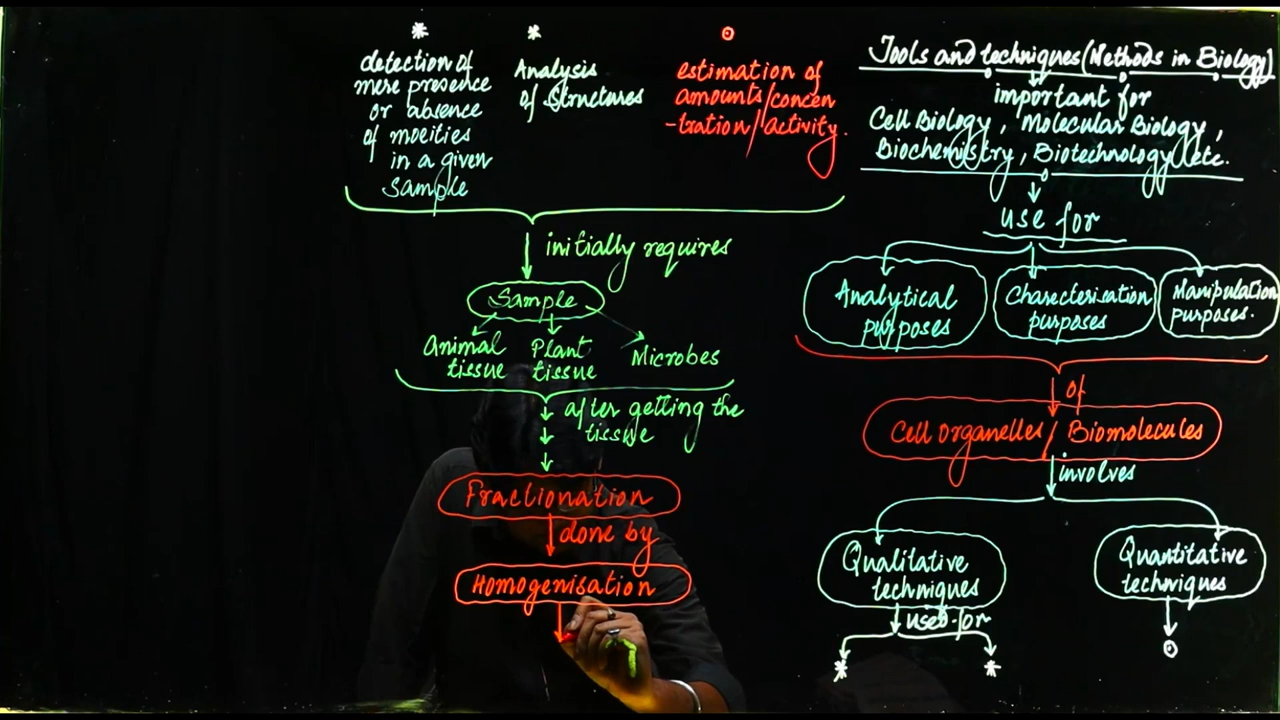 Tools and techniques (Methods in Biology)
important for
Cell Biology, Molecular Biology,
Biochemistry, Biotechnology etc.
use for
Analytical
purposes
Characterisation
purposes
Manipulation
purposes.
of
Cell organelles / Biomolecules
involves
Qualitative
techniques
Quantitative
techniques
used for
detection of
mere presence
or absence
of moeities
in a given
sample
Analysis
of Structures
estimation of
amounts/concen
-tration/activity.
initially requires
Sample
Animal
tissue
Plant
tissue
Microbes
after getting the
tissue
Fractionation
done by
Homogenisation